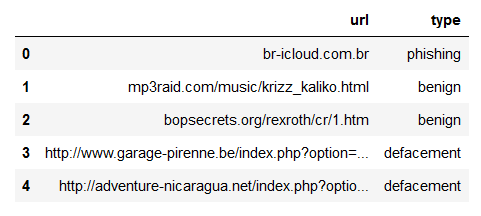 url type
0 br-icloud.com.br phishing
1 mp3raid.com/music/krizz_kaliko.html benign
2 bopsecrets.org/rexroth/cr/1.htm benign
3 http://www.garage-pirenne.be/index.php?option=... defacement
4 http://adventure-nicaragua.net/index.php?optio... defacement